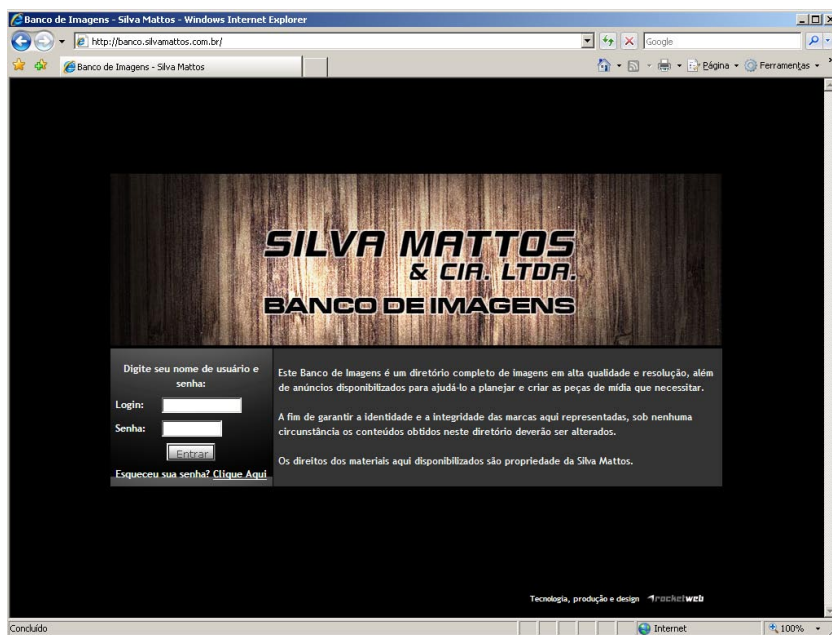 Banco de Imagens - Silva Mattos - Windows Internet Explorer
http://banco.silvamattos.com.br/
Google
Banco de Imagens - Silva Mattos
Página
Ferramentas
SILVA MATTOS
& CIA. LTDA.
BANCO DE IMAGENS
Digite seu nome de usuário e
senha:
Login:
Senha:
Entrar
Esqueceu sua senha? Clique Aqui
Este Banco de Imagens é um diretório completo de imagens em alta qualidade e resolução, além
de anúncios disponibilizados para ajudá-lo a planejar e criar as peças de mídia que necessitar.
A fim de garantir a identidade e a integridade das marcas aqui representadas, sob nenhuma
circunstância os conteúdos obtidos neste diretório deverão ser alterados.
Os direitos dos materiais aqui disponibilizados são propriedade da Silva Mattos.
Tecnologia, produção e design rocketweb
Concluído
Internet
100%